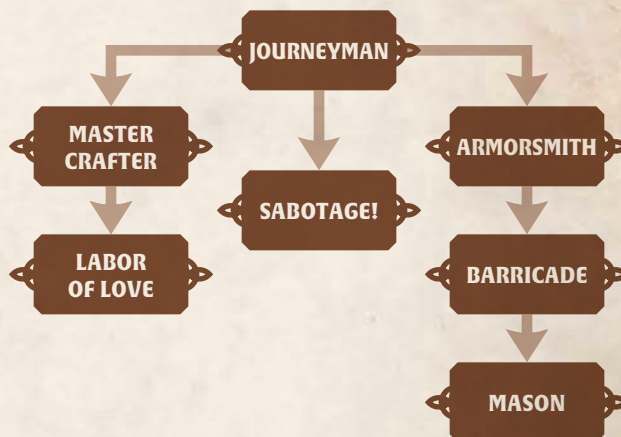 JOURNEYMAN
MASTER
CRAFTER
ARMORSMITH
SABOTAGE!
LABOR
OF LOVE
BARRICADE
MASON